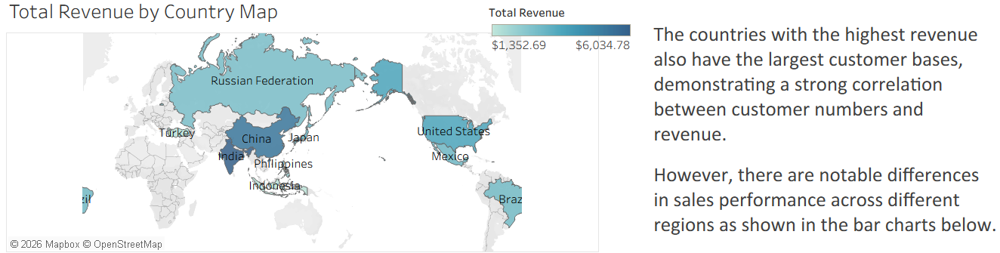 Total Revenue by Country Map
Total Revenue
$1,352.69 $6,034.78
Russian Federation
Turkey
China
Japan
India
Philippines
Indonesia
United States
Mexico
zil
Braz
© 2026 Mapbox © OpenStreetMap
The countries with the highest revenue
also have the largest customer bases,
demonstrating a strong correlation
between customer numbers and
revenue.
However, there are notable differences
in sales performance across different
regions as shown in the bar charts below.